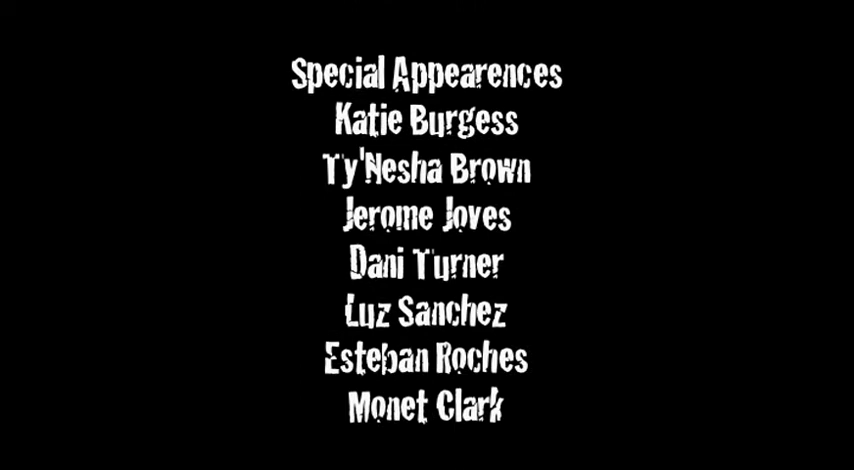 Special Appearences
Katie Burgess
Ty'Nesha Brown
Jerome Joves
Dani Turner
Luz Sanchez
Esteban Roches
Monet Clark